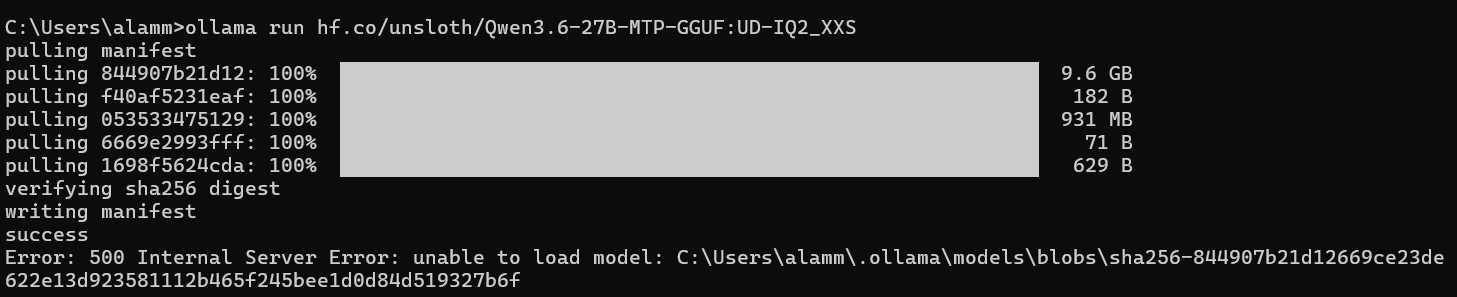 C:\Users\alamm>ollama run hf.co/unsloth/Qwen3.6-27B-MTP-GGUF:UD-IQ2_XXS
pulling manifest
pulling 844907b21d12: 100% 9.6 GB
pulling f40af5231eaf: 100% 182 B
pulling 053533475129: 100% 931 MB
pulling 6669e2993fff: 100% 71 B
pulling 1698f5624cda: 100% 629 B
verifying sha256 digest
writing manifest
success
Error: 500 Internal Server Error: unable to load model: C:\Users\alamm\.ollama\models\blobs\sha256-844907b21d12669ce23de
622e13d923581112b465f245bee1d0d84d519327b6f